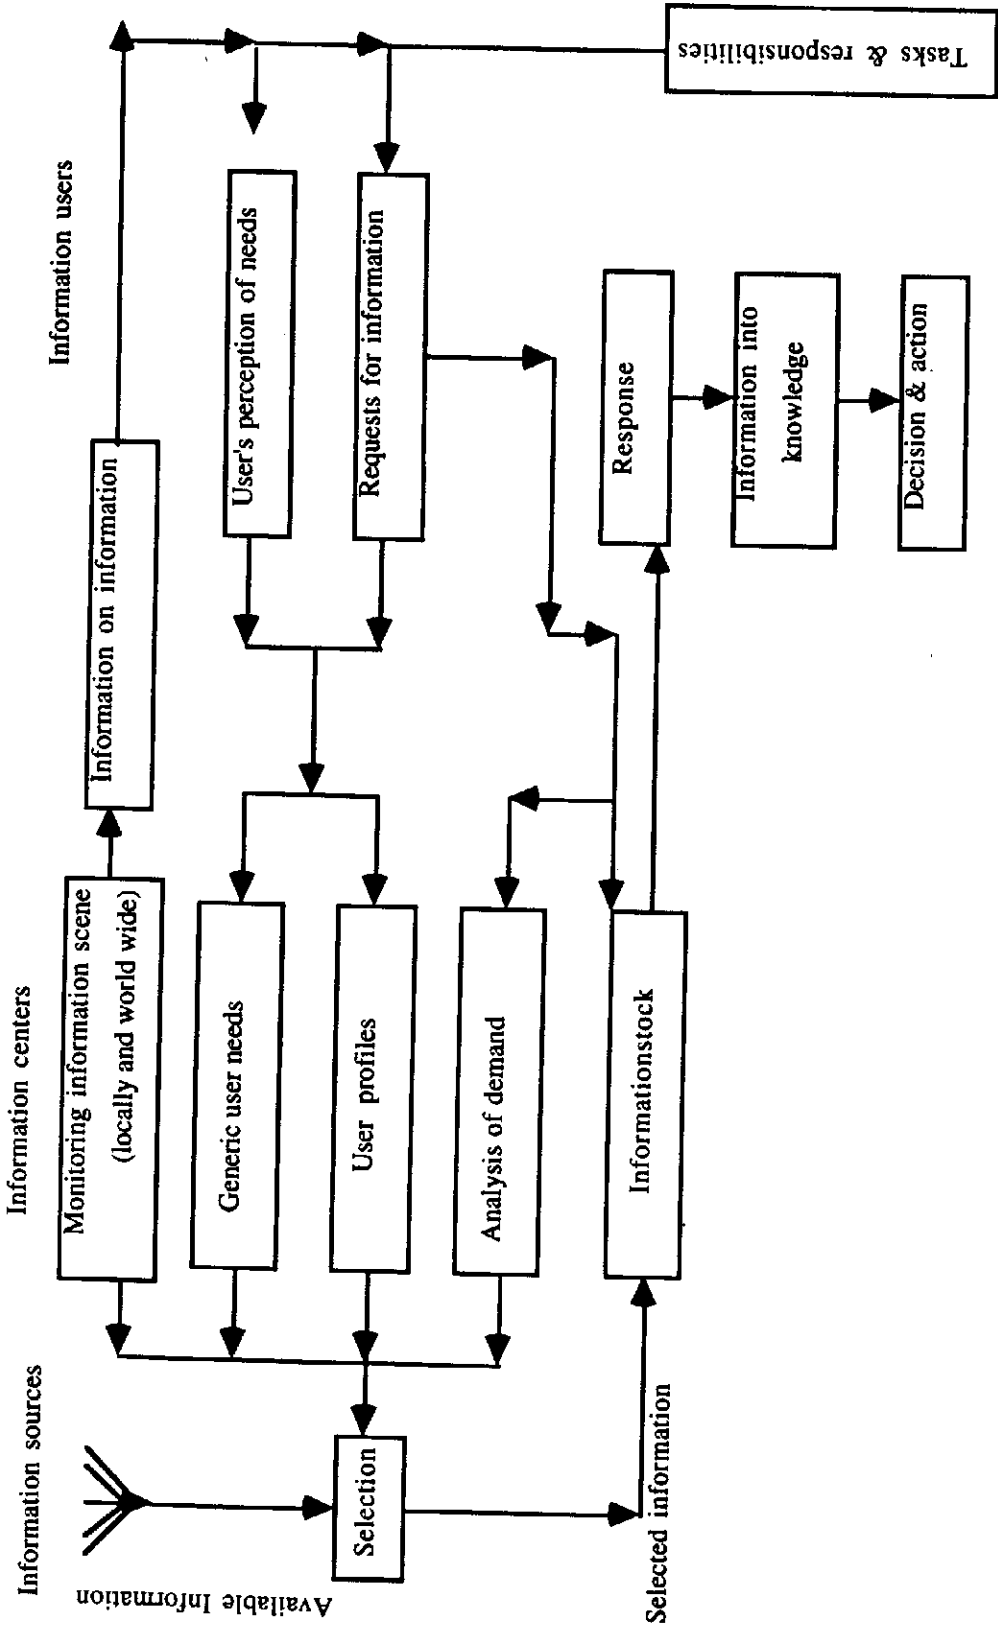 Information sources
Information centers
Information users
Available Information
Selection
Selected information
Monitoring information scene
(locally and world wide)
Generic user needs
User profiles
Analysis of demand
Informationstock
Information on information
User's perception of needs
Requests for information
Response
Information into
knowledge
Decision & action
Tasks & responsibilities